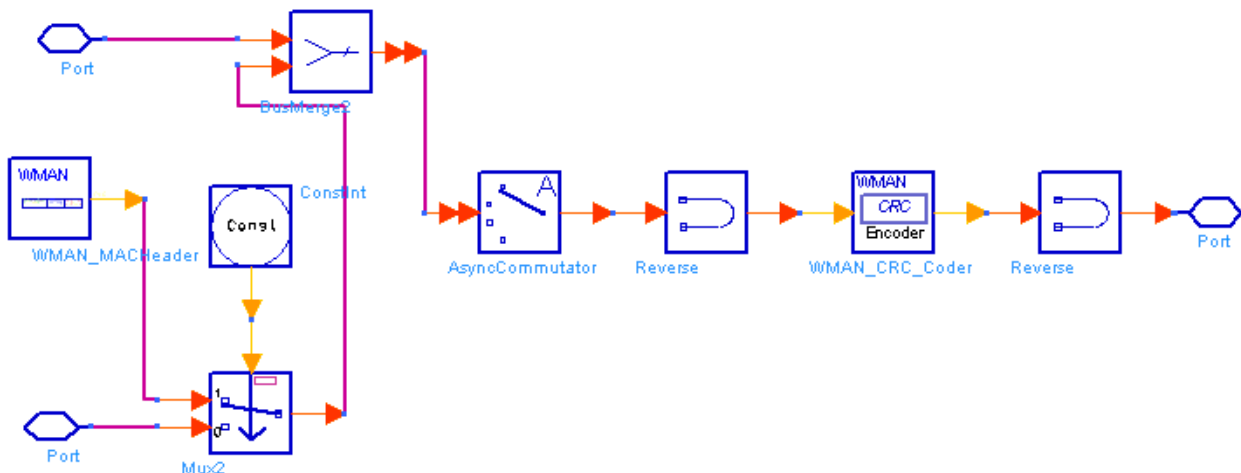 Port
BusMerge2
WMAN
WMAN_MACHeader
ConstInt
Const
A
AsyncCommutator
Reverse
WMAN
CRC
Encoder
WMAN_CRC_Coder
Reverse
Port
1
0
Port
Mux2